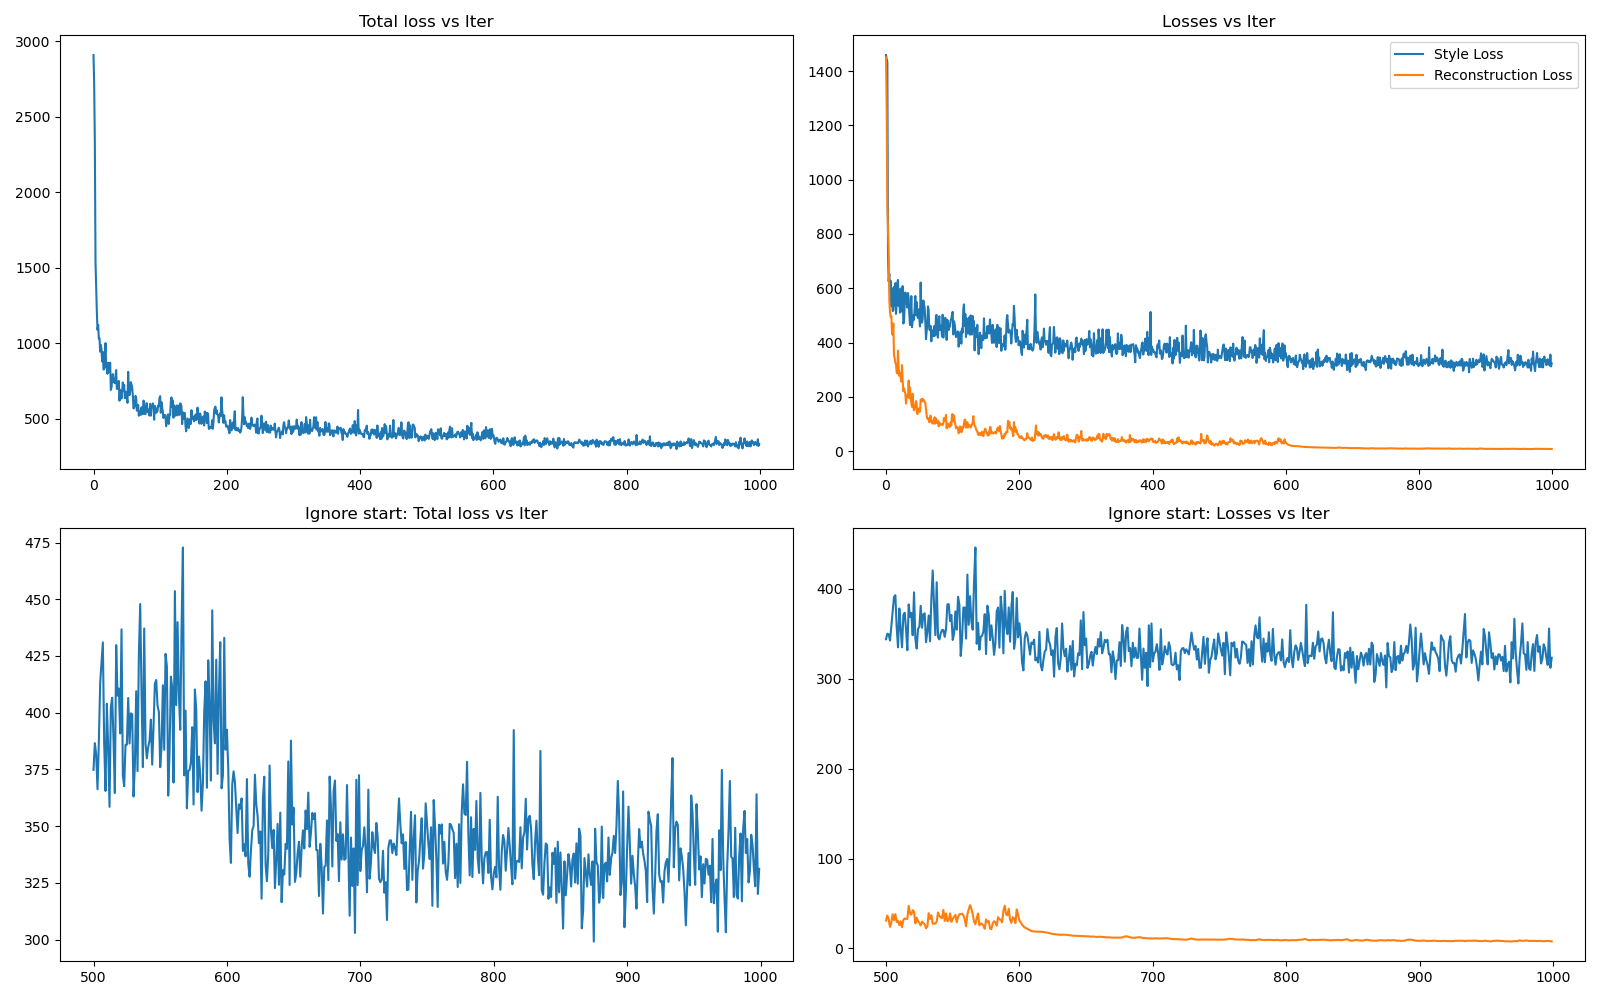 Total loss vs Iter
3000
2500
2000
1500
1000
500
0 200 400 600 800 1000
Losses vs Iter
Style Loss
Reconstruction Loss
1400
1200
1000
800
600
400
200
0
0 200 400 600 800 1000
Ignore start: Total loss vs Iter
475
450
425
400
375
350
325
300
500 600 700 800 900 1000
Ignore start: Losses vs Iter
400
300
200
100
0
500 600 700 800 900 1000